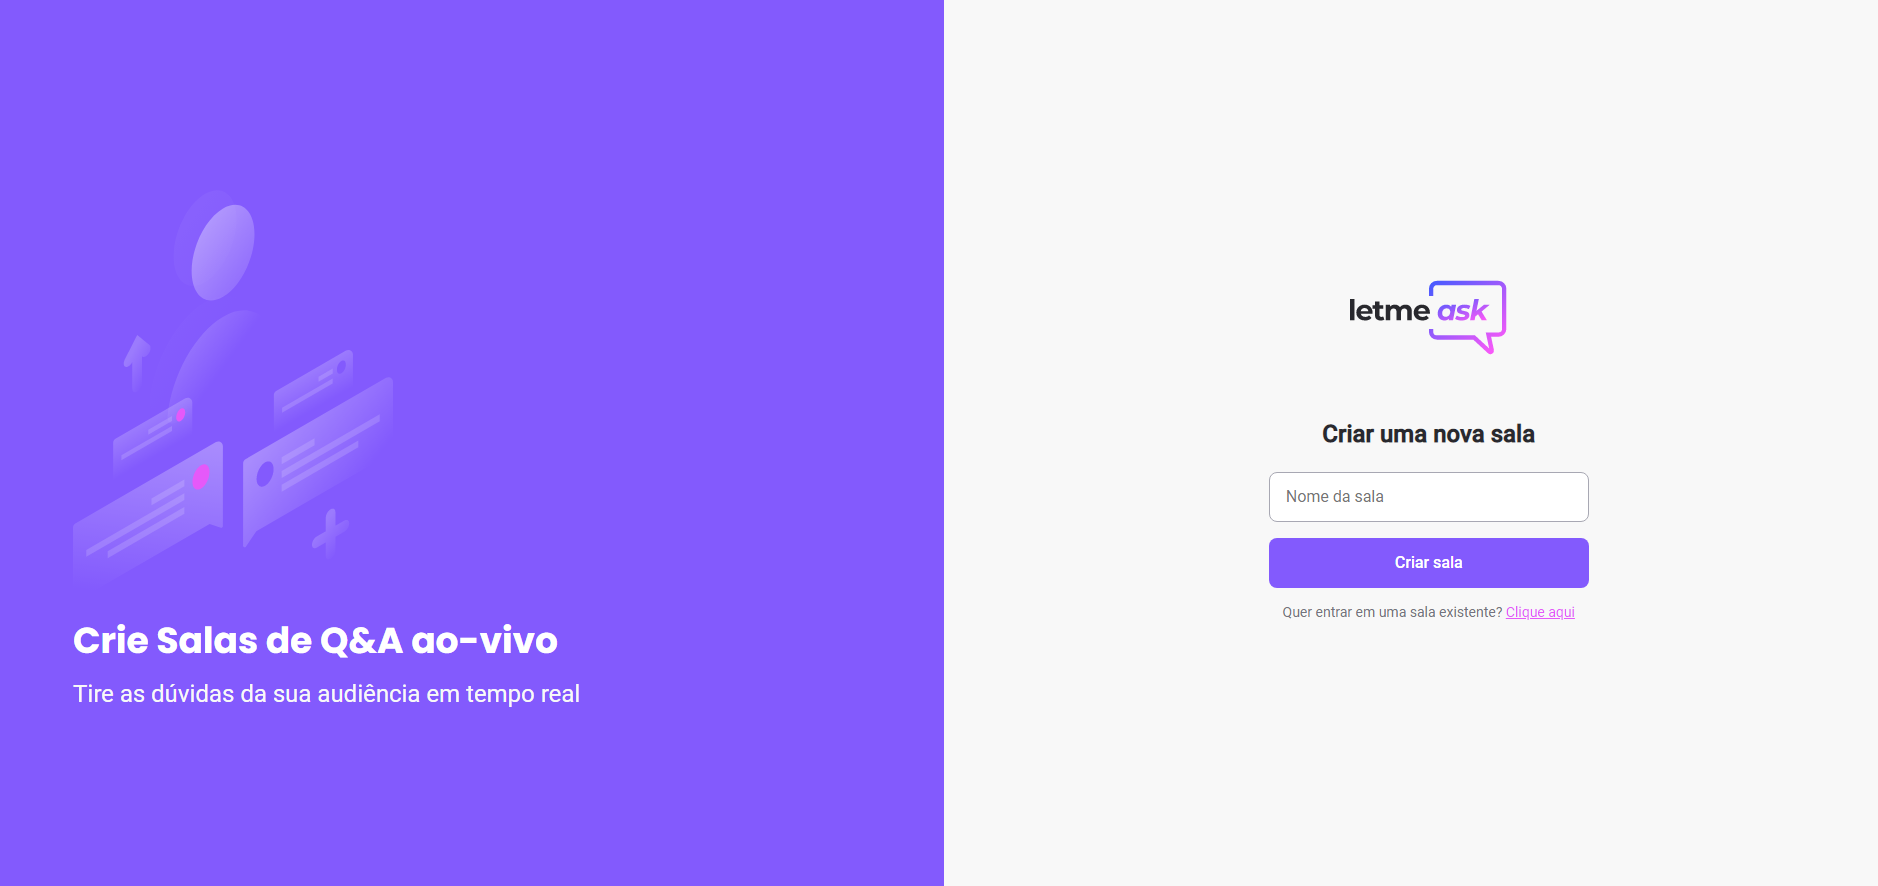 Crie Salas de Q&A ao-vivo
Tire as dúvidas da sua audiência em tempo real
letme ask
Criar uma nova sala
Nome da sala
Criar sala
Quer entrar em uma sala existente? Clique aqui